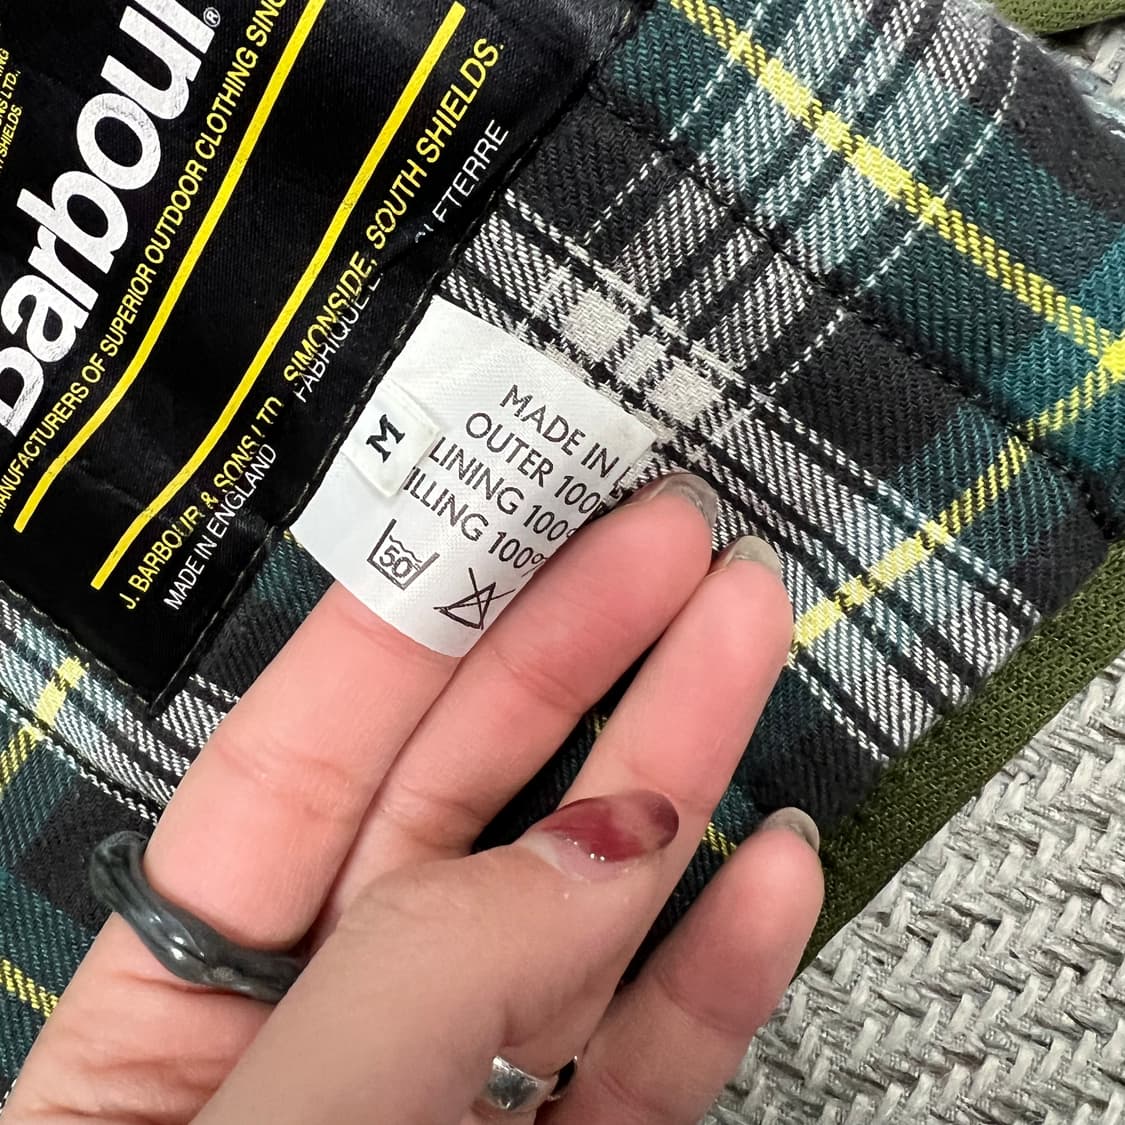 Barbour®
MANUFACTURERS OF SUPERIOR OUTDOOR CLOTHING
J. BARBOUR & SONS LTD SIMONSIDE, SOUTH SHIELDS.
MADE IN ENGLAND
M
MADE IN
OUTER 100%
LINING 100%
100%
50°